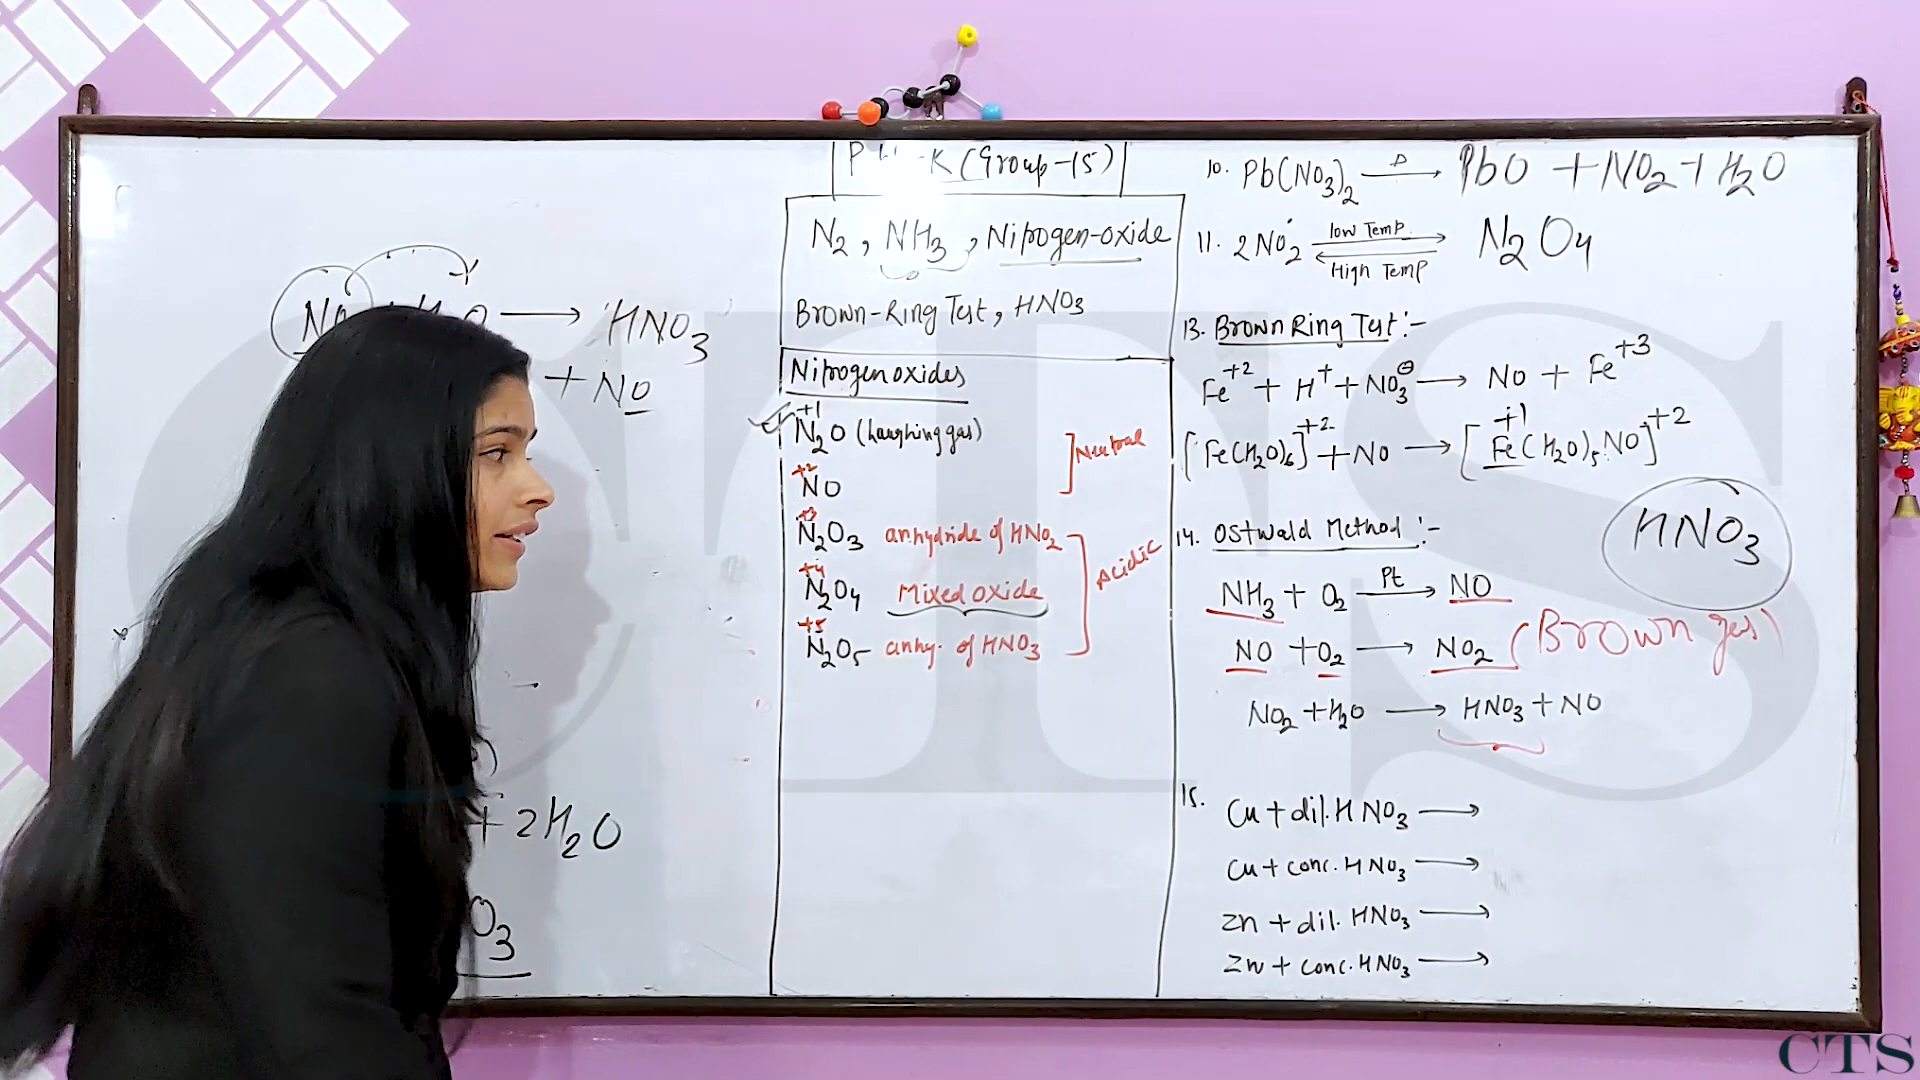 HNO3
+ NO
+ 2H2O
O3
K (Group-15)
N2, NH3, Nitrogen-oxide
Brown-Ring Test, HNO3
Nitrogen oxides
+1
N2O (Laughing gas)
Neutral
+2
NO
+3
N2O3 anhydride of HNO2
Acidic
+4
N2O4 Mixed oxide
+5
N2O5 anhy. of HNO3
10. Pb(NO3)2 —Δ→ PbO + NO2 + H2O
11. 2NO2 ⇌ N2O4
low Temp.
High Temp
13. Brown Ring Test :-
Fe+2 + H+ + NO3⊖ → NO + Fe+3
[Fe(H2O)6]+2 + NO → [Fe+1(H2O)5.NO]+2
14. Ostwald Method :-
HNO3
NH3 + O2 —Pt→ NO
NO + O2 → NO2 (Brown gas)
NO2 + H2O → HNO3 + NO
15. Cu + dil. HNO3 →
Cu + conc. HNO3 →
Zn + dil. HNO3 →
Zn + conc. HNO3 →
CTS
CTS